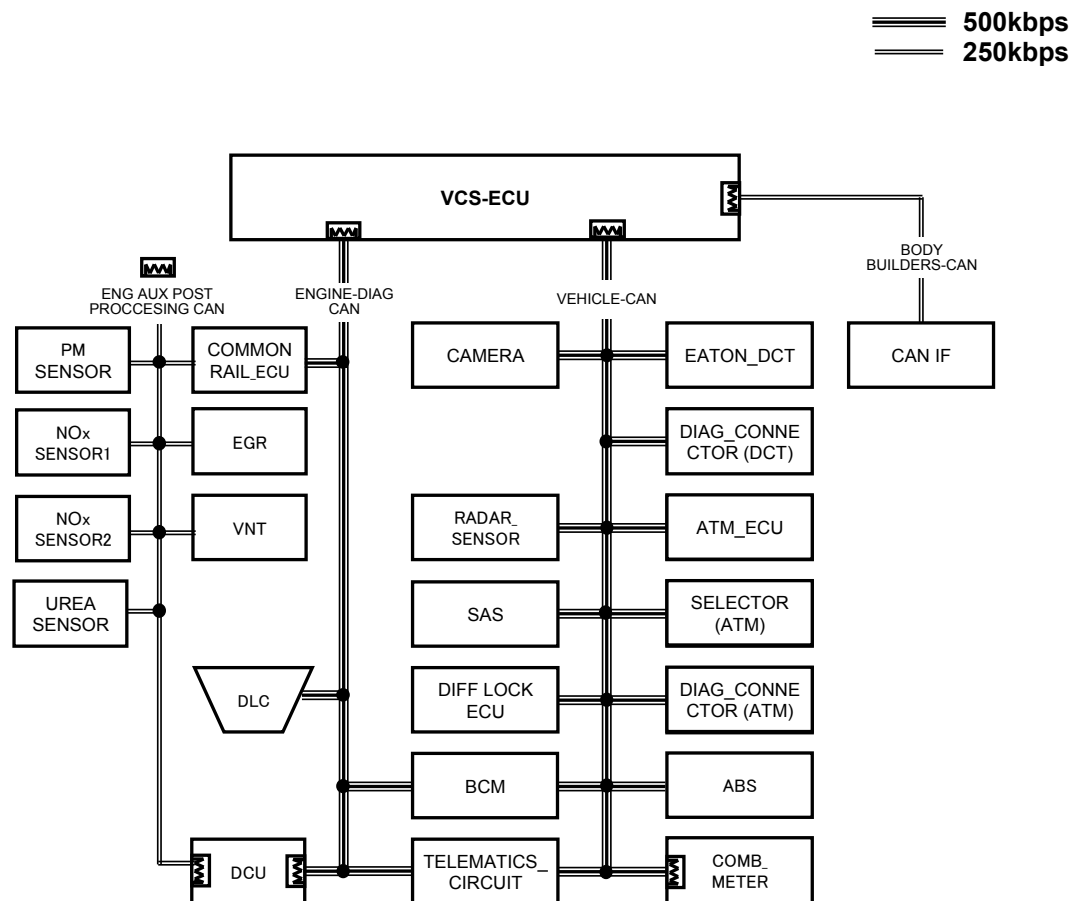 500kbps
250kbps
VCS-ECU
BODY
BUILDERS-CAN
ENG AUX POST
PROCCESING CAN
ENGINE-DIAG
CAN
VEHICLE-CAN
PM
SENSOR
COMMON
RAIL_ECU
CAMERA
EATON_DCT
CAN IF
NOx
SENSOR1
EGR
DIAG_CONNE
CTOR (DCT)
NOx
SENSOR2
VNT
RADAR_
SENSOR
ATM_ECU
UREA
SENSOR
SAS
SELECTOR
(ATM)
DLC
DIFF LOCK
ECU
DIAG_CONNE
CTOR (ATM)
BCM
ABS
DCU
TELEMATICS_
CIRCUIT
COMB_
METER